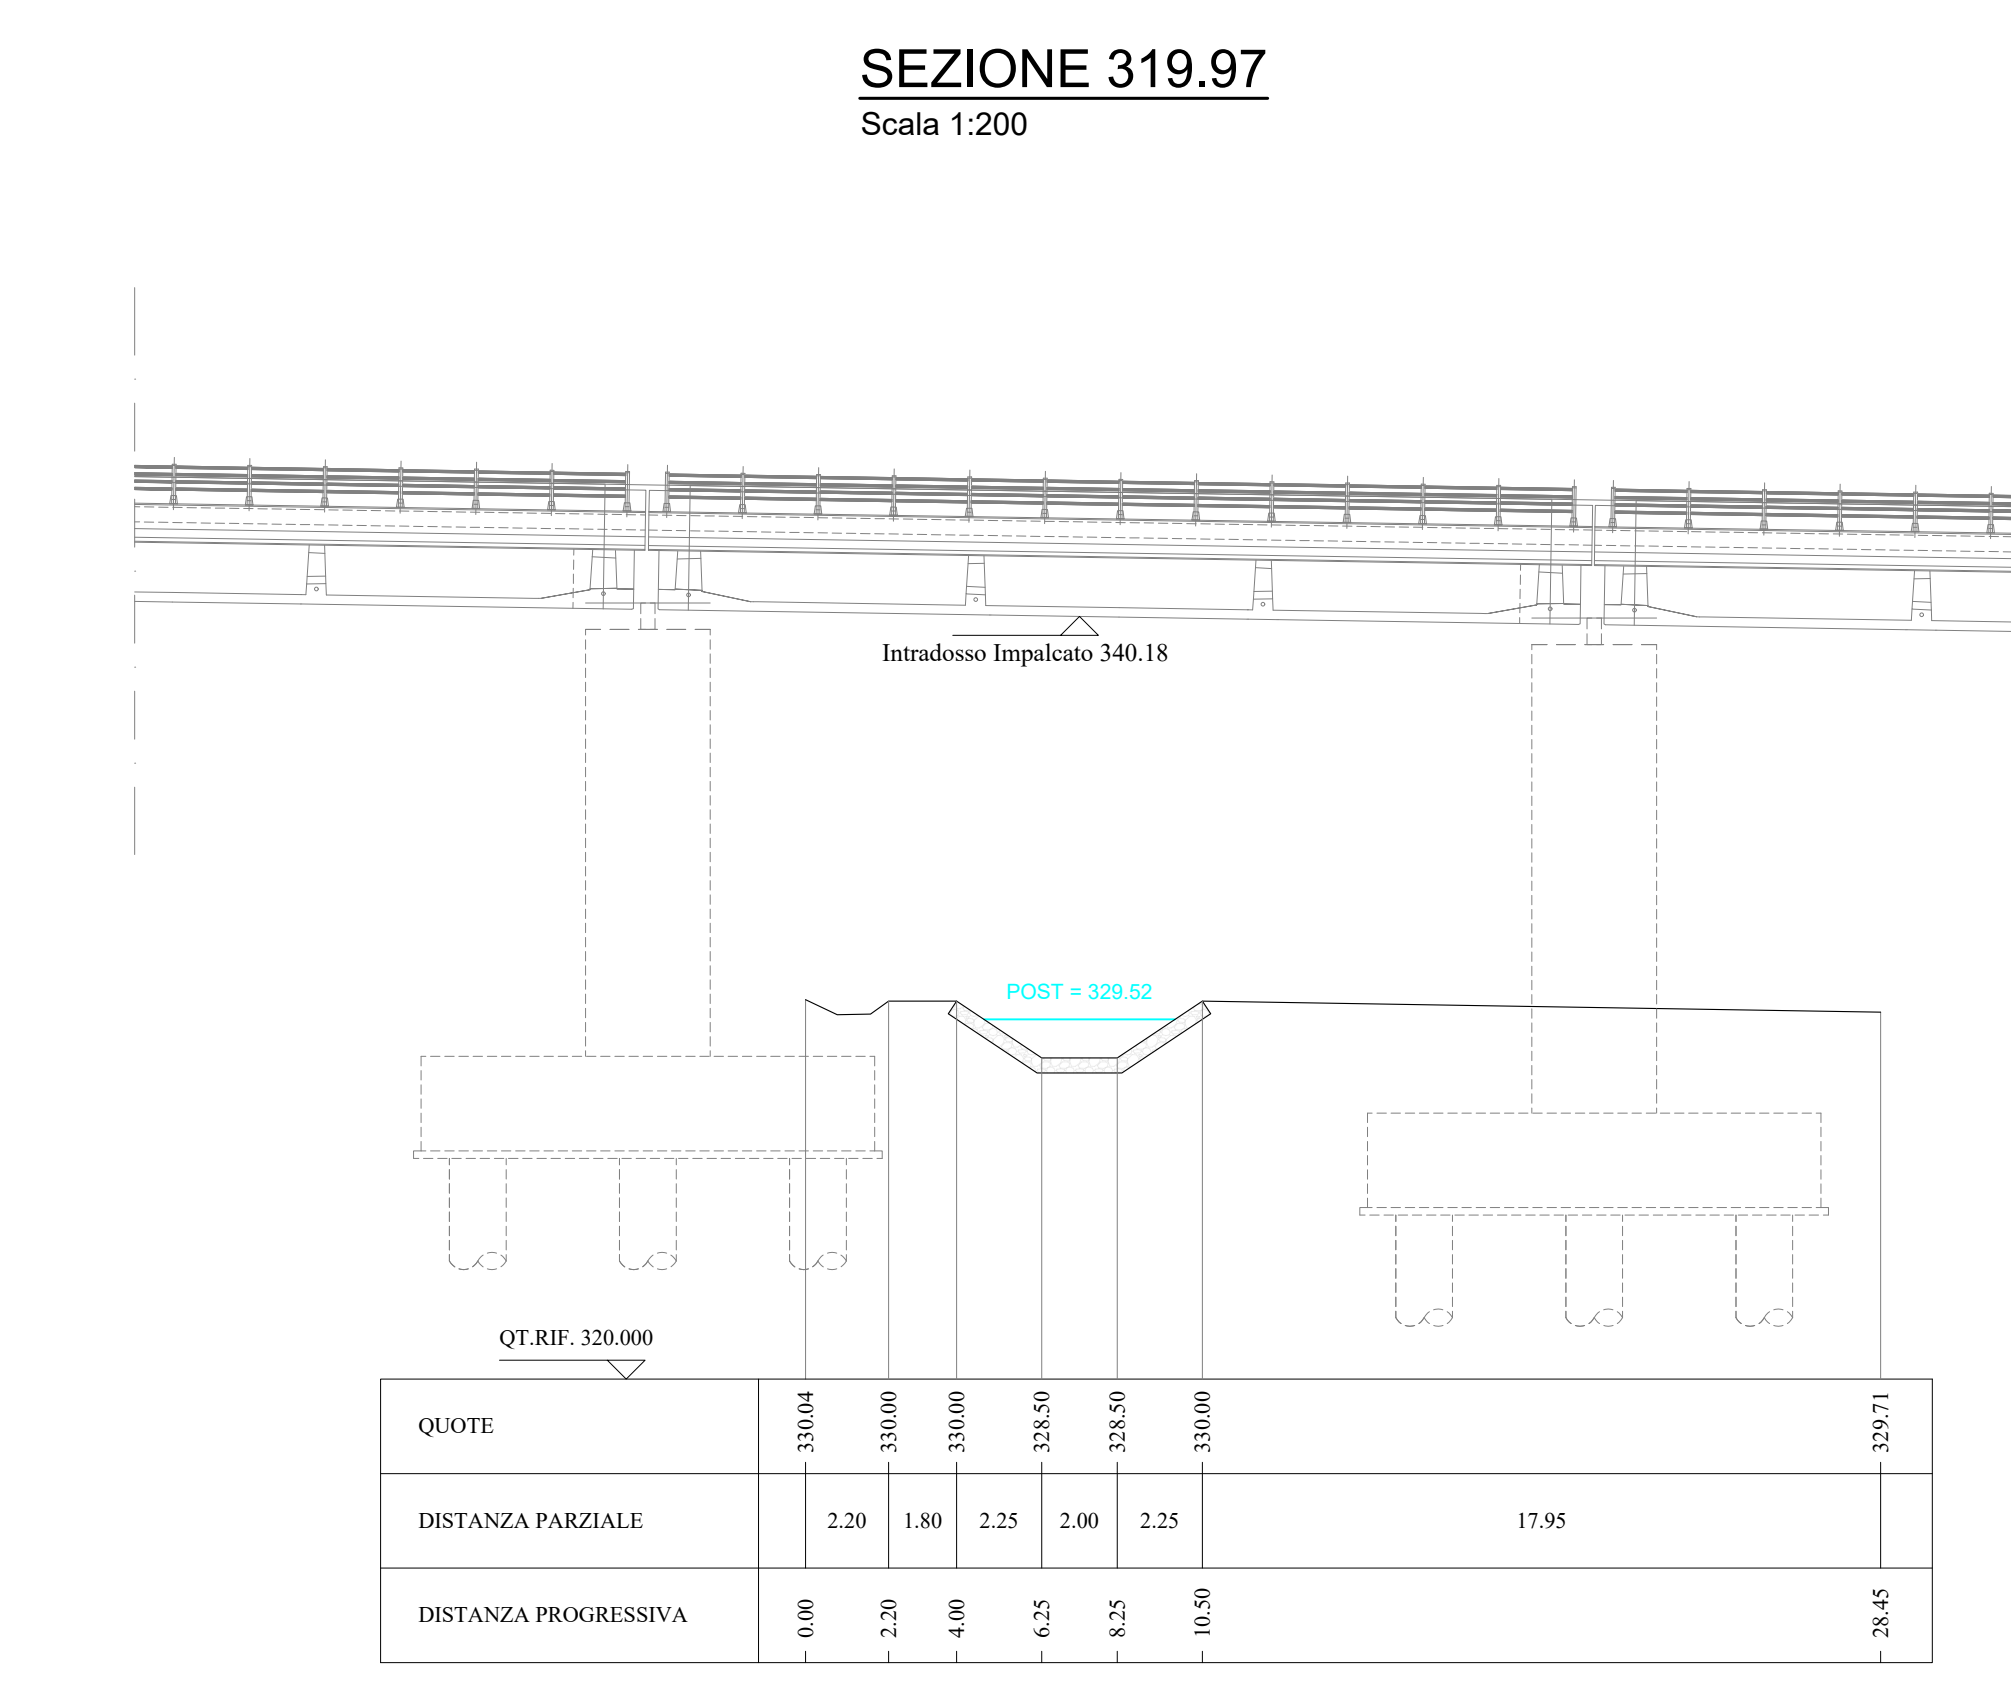 SEZIONE 319.97
Scala 1:200
Intradosso Impalcato 340.18
POST = 329.52
QT.RIF. 320.000
QUOTE 330.04 330.00 330.00 328.50 328.50 330.00 329.71
DISTANZA PARZIALE 2.20 1.80 2.25 2.00 2.25 17.95
DISTANZA PROGRESSIVA 0.00 2.20 4.00 6.25 8.25 10.50 28.45